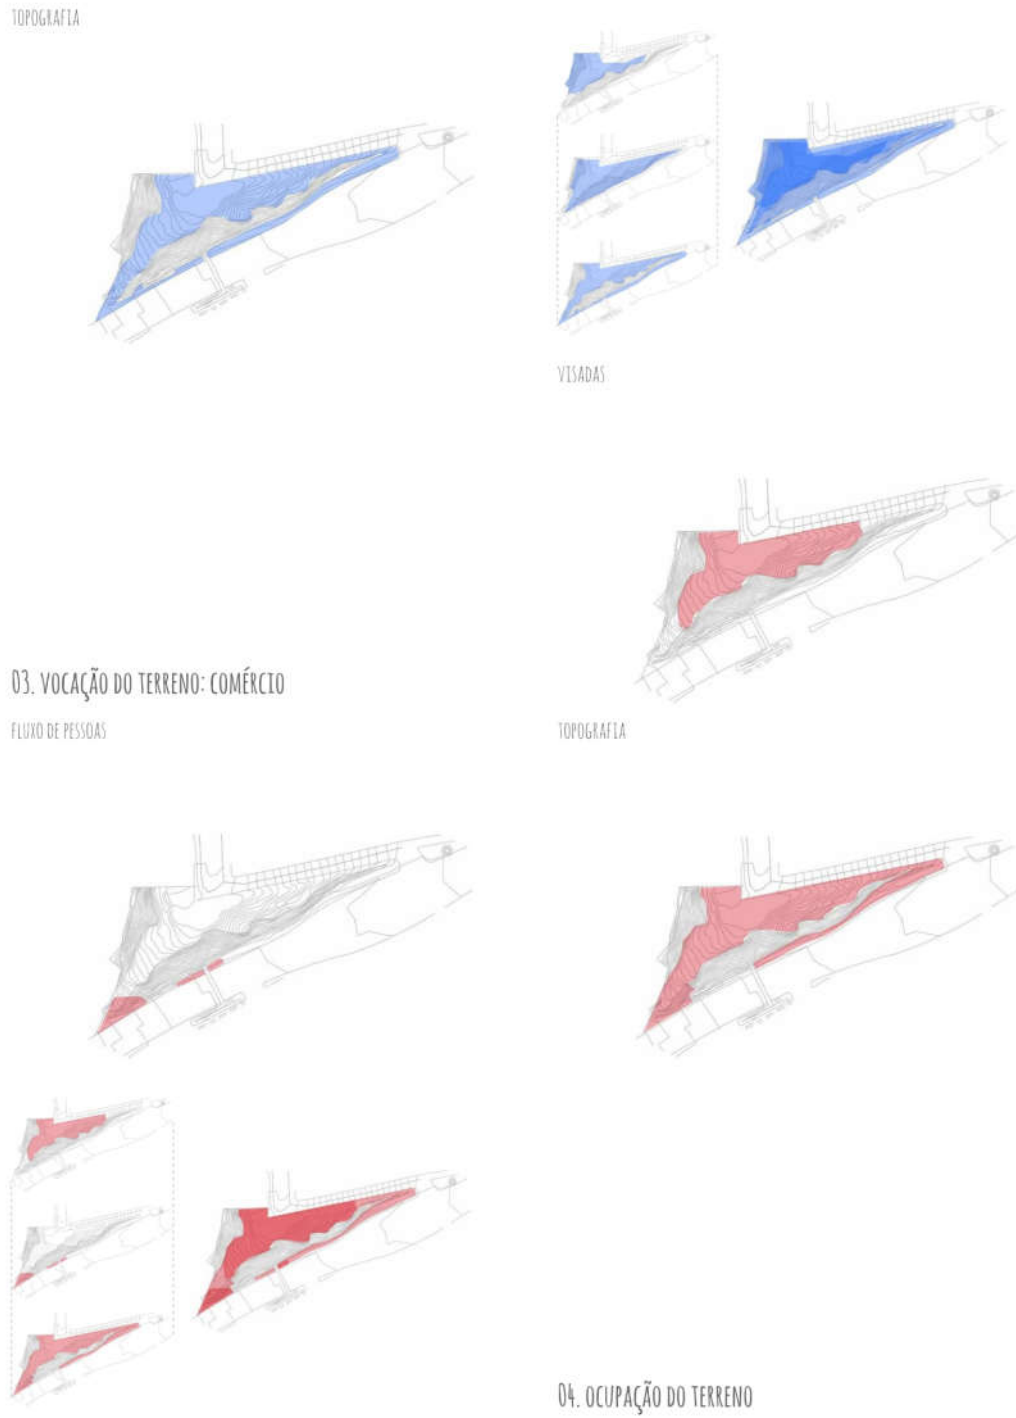 TOPOGRAFIA
VISADAS
03. VOCAÇÃO DO TERRENO: COMÉRCIO
FLUXO DE PESSOAS
TOPOGRAFIA
04. OCUPAÇÃO DO TERRENO